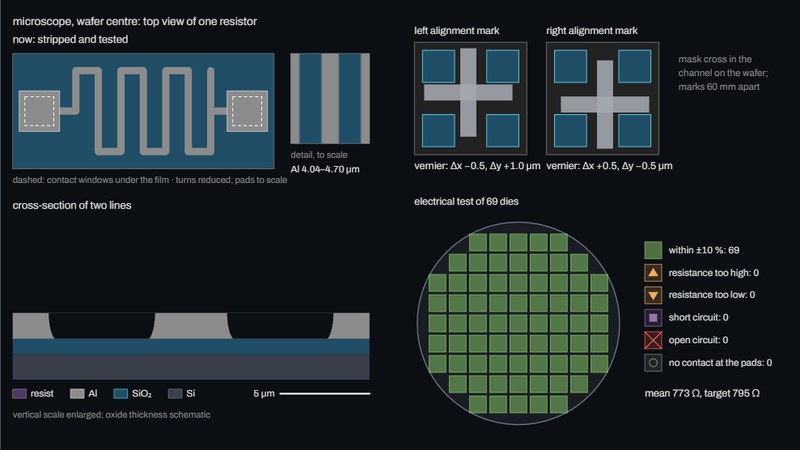 microscope, wafer centre: top view of one resistor
now: stripped and tested
detail, to scale
Al 4.04–4.70 µm
dashed: contact windows under the film · turns reduced, pads to scale
cross-section of two lines
resist
Al
SiO₂
Si
5 µm
vertical scale enlarged; oxide thickness schematic
left alignment mark
right alignment mark
mask cross in the
channel on the wafer;
marks 60 mm apart
vernier: Δx −0.5, Δy +1.0 µm
vernier: Δx +0.5, Δy −0.5 µm
electrical test of 69 dies
within ±10 %: 69
resistance too high: 0
resistance too low: 0
short circuit: 0
open circuit: 0
no contact at the pads: 0
mean 773 Ω, target 795 Ω